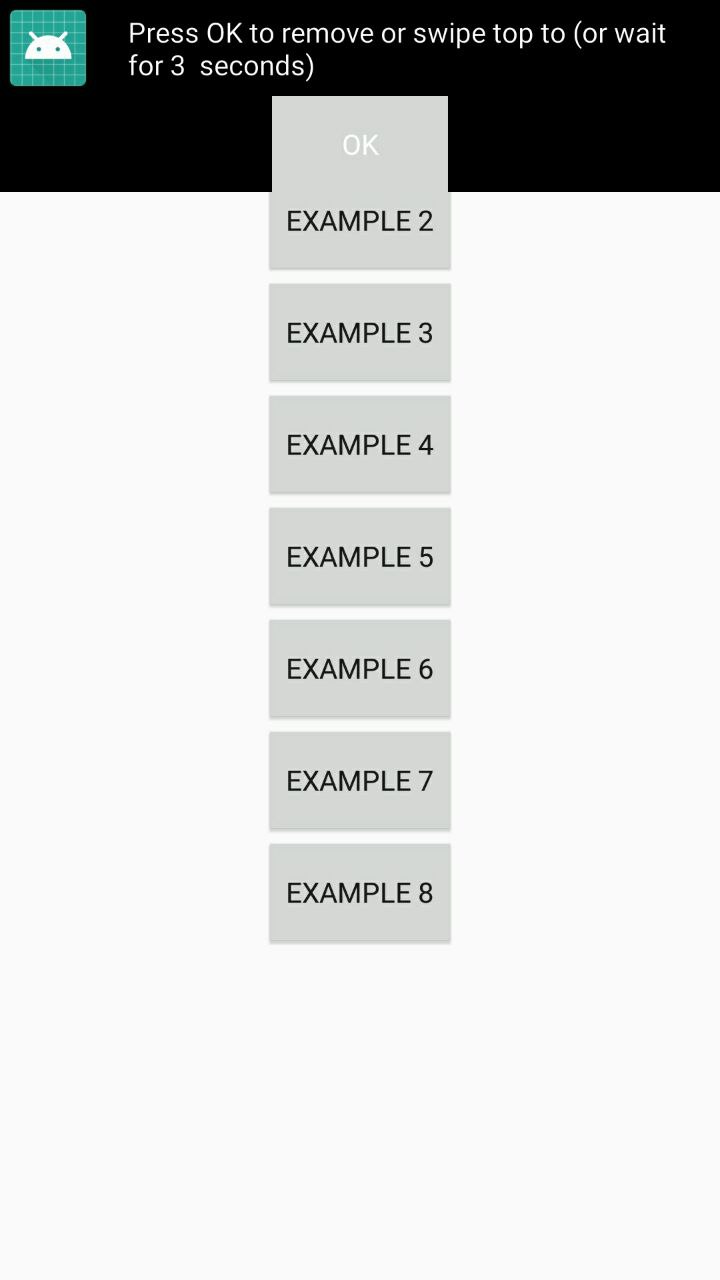 Press OK to remove or swipe top to (or wait
for 3  seconds)
OK
EXAMPLE 2
EXAMPLE 3
EXAMPLE 4
EXAMPLE 5
EXAMPLE 6
EXAMPLE 7
EXAMPLE 8